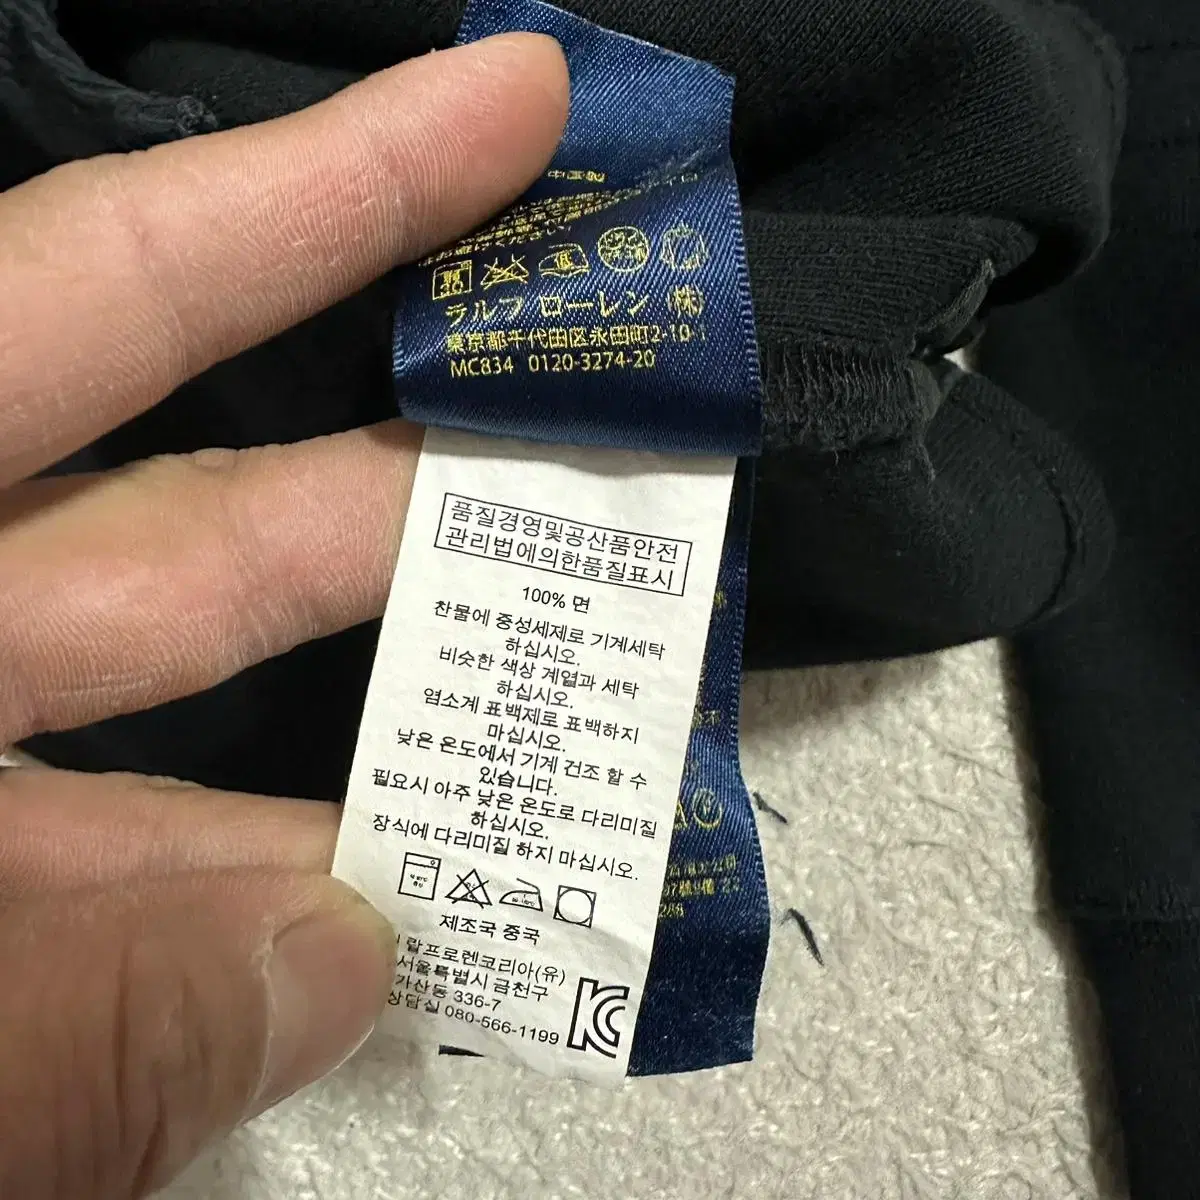 ラルフ ローレン (株)
東京都千代田区永田町2-10-1
MC834 0120-3274-20
품질경영및공산품안전
관리법에의한품질표시
100% 면
찬물에 중성세제로 기계세탁
하십시오.
비슷한 색상 계열과 세탁
하십시오.
염소계 표백제로 표백하지
마십시오.
낮은 온도에서 기계 건조 할 수
있습니다.
필요시 아주 낮은 온도로 다리미질
하십시오.
장식에 다리미질 하지 마십시오.
제조국 중국
랄프로렌코리아(유)
서울특별시 금천구
가산동 336-7
상담실 080-566-1199